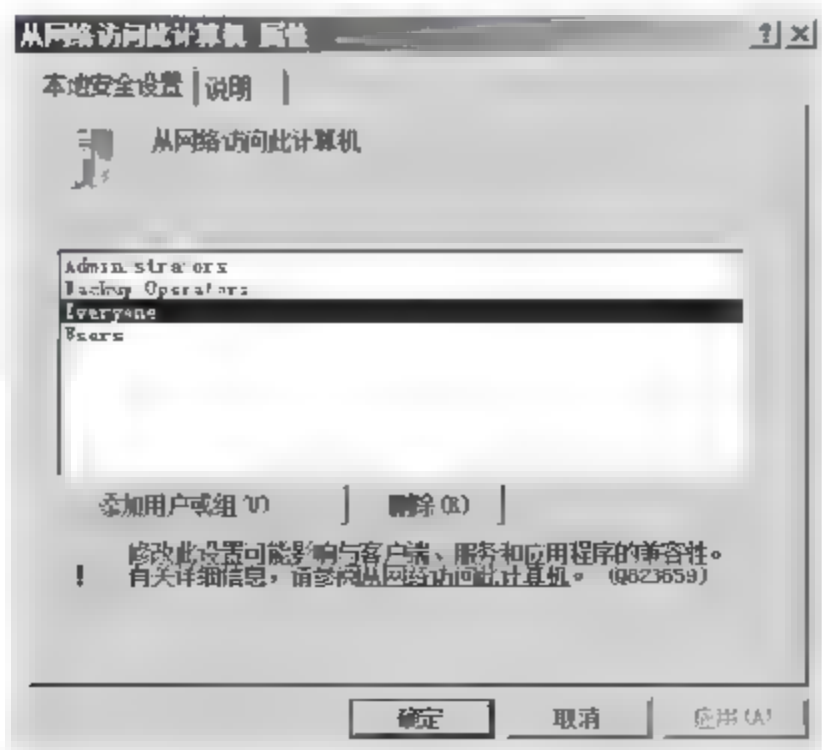 从网络访问此计算机 属性
本地安全设置 说明
从网络访问此计算机
Administrators
Backup Operators
Everyone
Users
添加用户或组(U) 删除(R)
修改此设置可能影响与客户端、服务和应用程序的兼容性。
有关详细信息，请参阅从网络访问此计算机。 (Q823659)
确定 取消 应用(A)